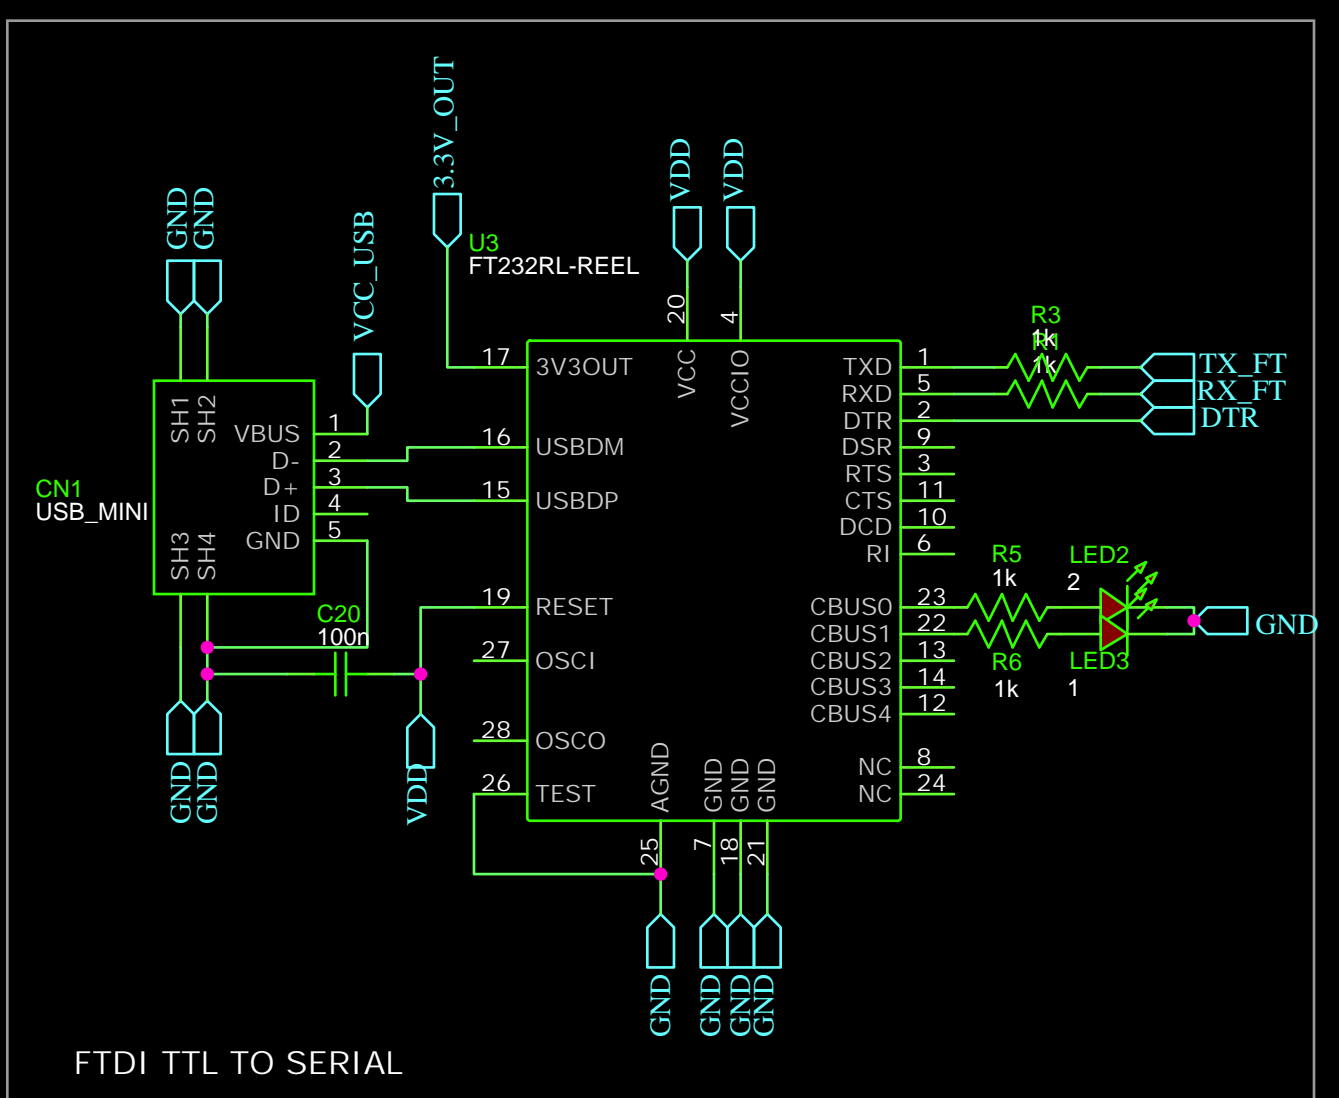 3.3V_OUT
VDD
VDD
GND
GND
VCC_USB
U3
FT232RL-REEL
20
4
R3
1k
R1
1k
17
3V3OUT
VCC
VCCIO
TXD
1
TX_FT
RXD
5
RX_FT
DTR
2
DTR
SH1
SH2
VBUS
1
16
USBDM
DSR
9
D-
2
RTS
3
CN1
USB_MINI
D+
3
15
USBDP
CTS
11
ID
4
DCD
10
SH3
SH4
GND
5
RI
6
R5
1k
LED2
2
C20
100n
19
RESET
CBUS0
23
CBUS1
22
GND
27
OSCI
CBUS2
13
R6
1k
LED3
1
CBUS3
14
CBUS4
12
28
OSCO
GND
GND
VDD
26
TEST
AGND
GND
GND
GND
NC
8
NC
24
25
7
18
21
GND
GND
GND
GND
FTDI TTL TO SERIAL